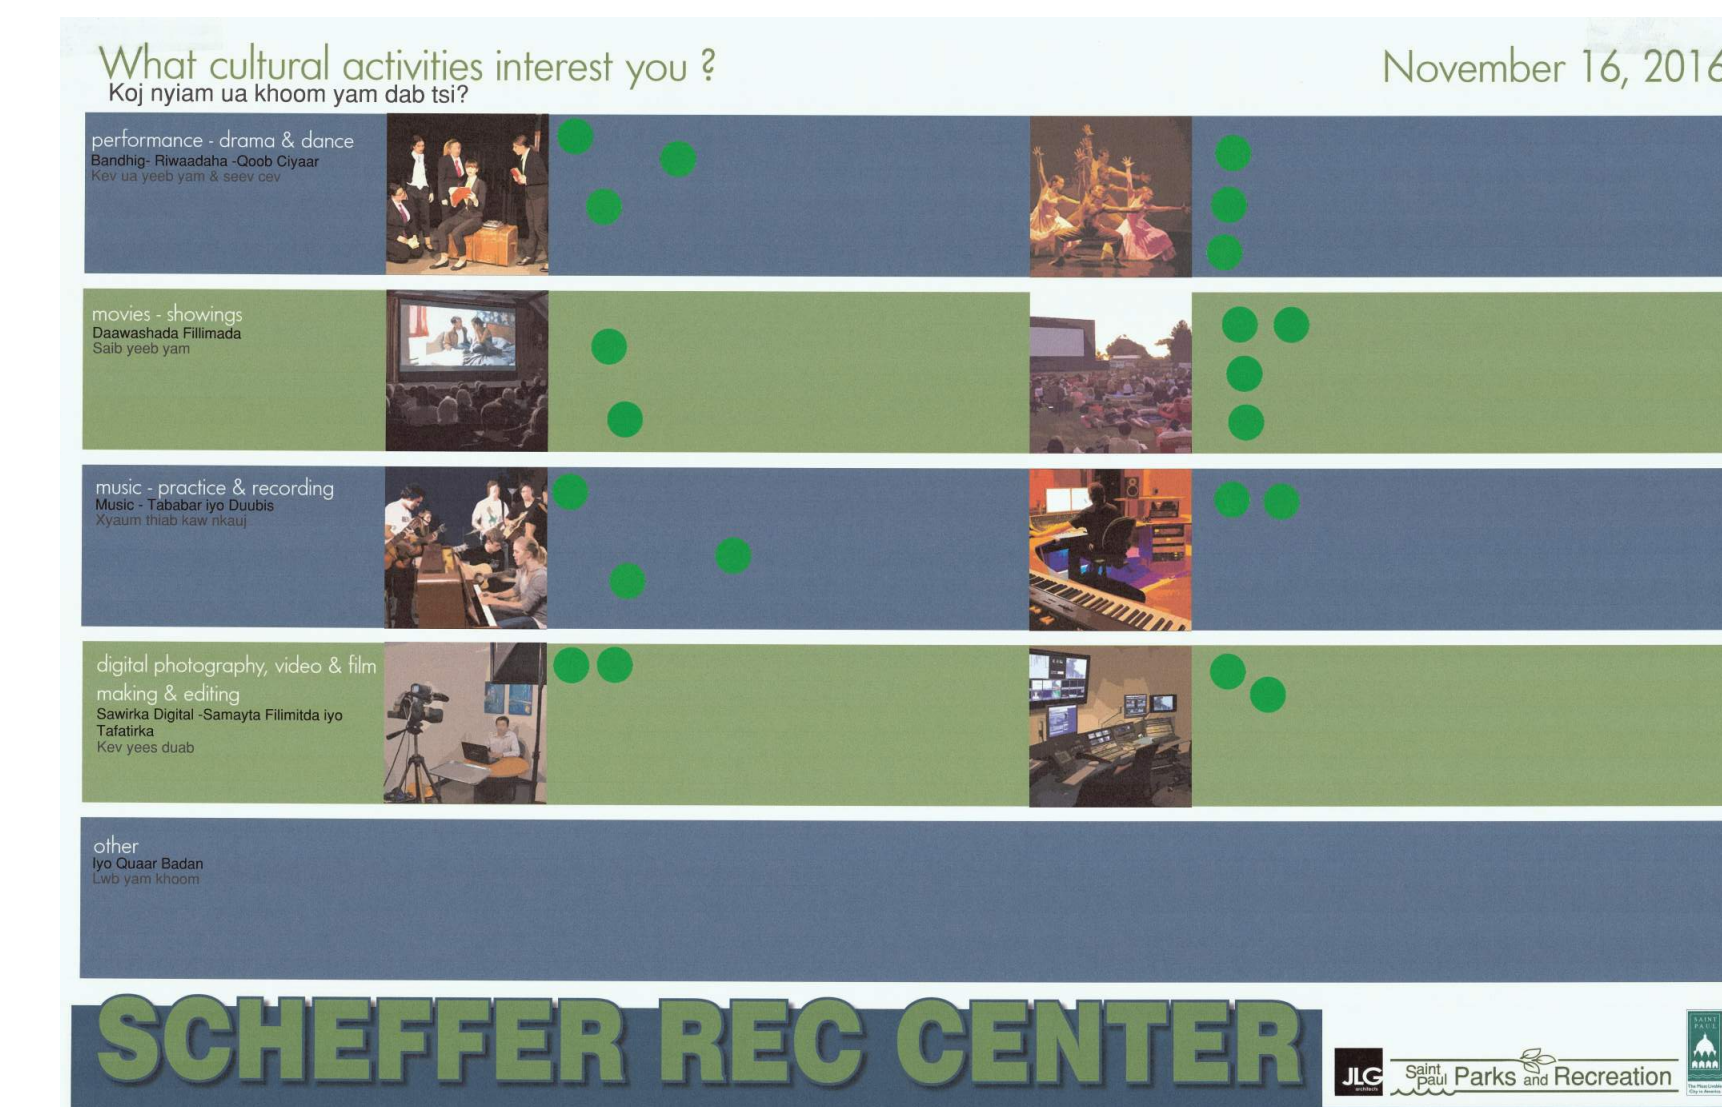 What cultural activities interest you ?
Koj nyiam ua khoom yam dab tsi?
November 16, 2016
performance - drama & dance
Bandhig- Riwaadaha -Qoob Ciyaar
Kev ua yeeb yam & seev cev
movies - showings
Daawashada Fillimada
Saib yeeb yam
music - practice & recording
Music - Tababar iyo Duubis
Xyaum thiab kaw nkauj
digital photography, video & film
making & editing
Sawirka Digital -Samayta Filimitda iyo
Tafatirka
Kev yees duab
other
Iyo Quaar Badan
Lwb yam khoom
SCHEFFER REC CENTER
JLG
architects
Saint
Paul Parks and Recreation
SAINT
PAUL